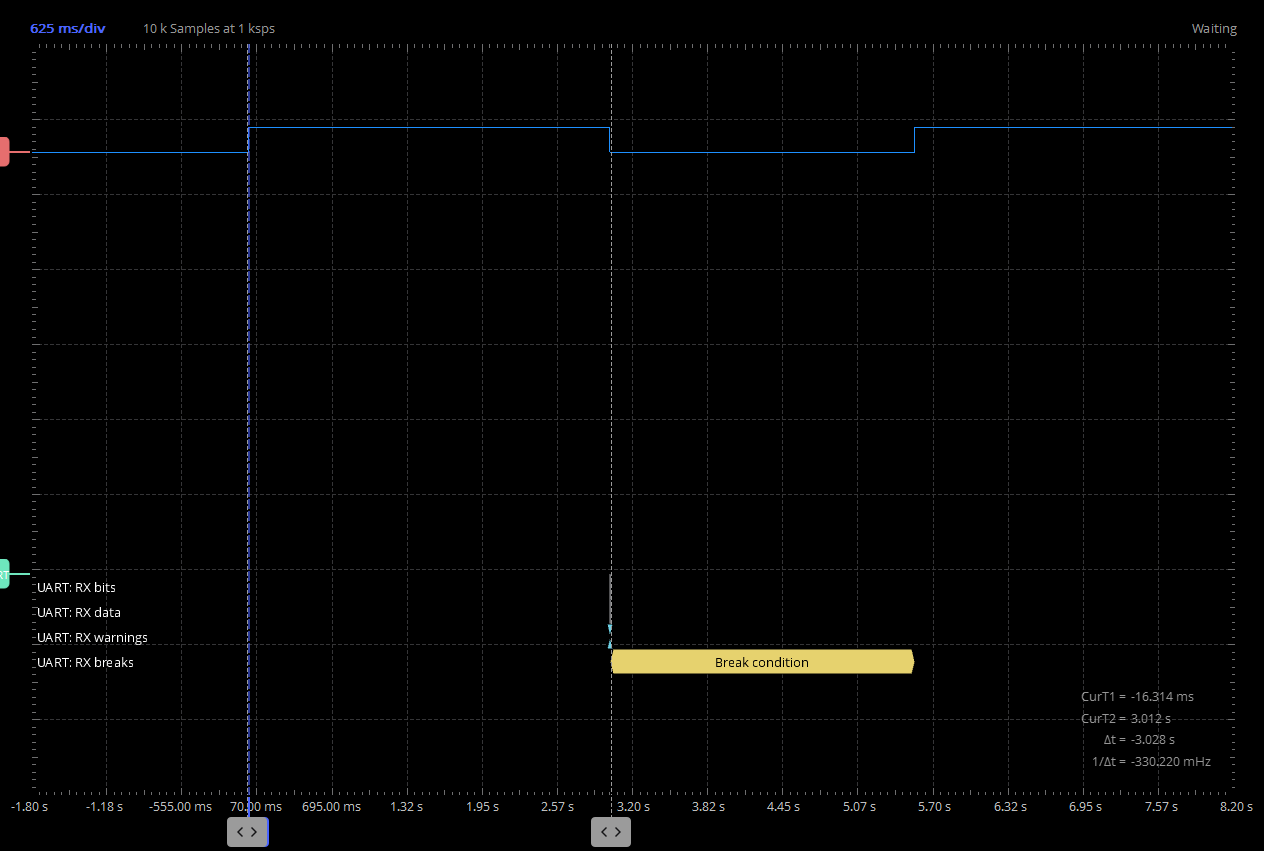 625 ms/div 10 k Samples at 1 ksps Waiting
UART: RX bits
UART: RX data
UART: RX warnings
UART: RX breaks
Break condition
CurT1 = -16.314 ms
CurT2 = 3.012 s
Δt = -3.028 s
1/Δt = -330.220 mHz
-1.80 s -1.18 s -555.00 ms 70.00 ms 695.00 ms 1.32 s 1.95 s 2.57 s 3.20 s 3.82 s 4.45 s 5.07 s 5.70 s 6.32 s 6.95 s 7.57 s 8.20 s